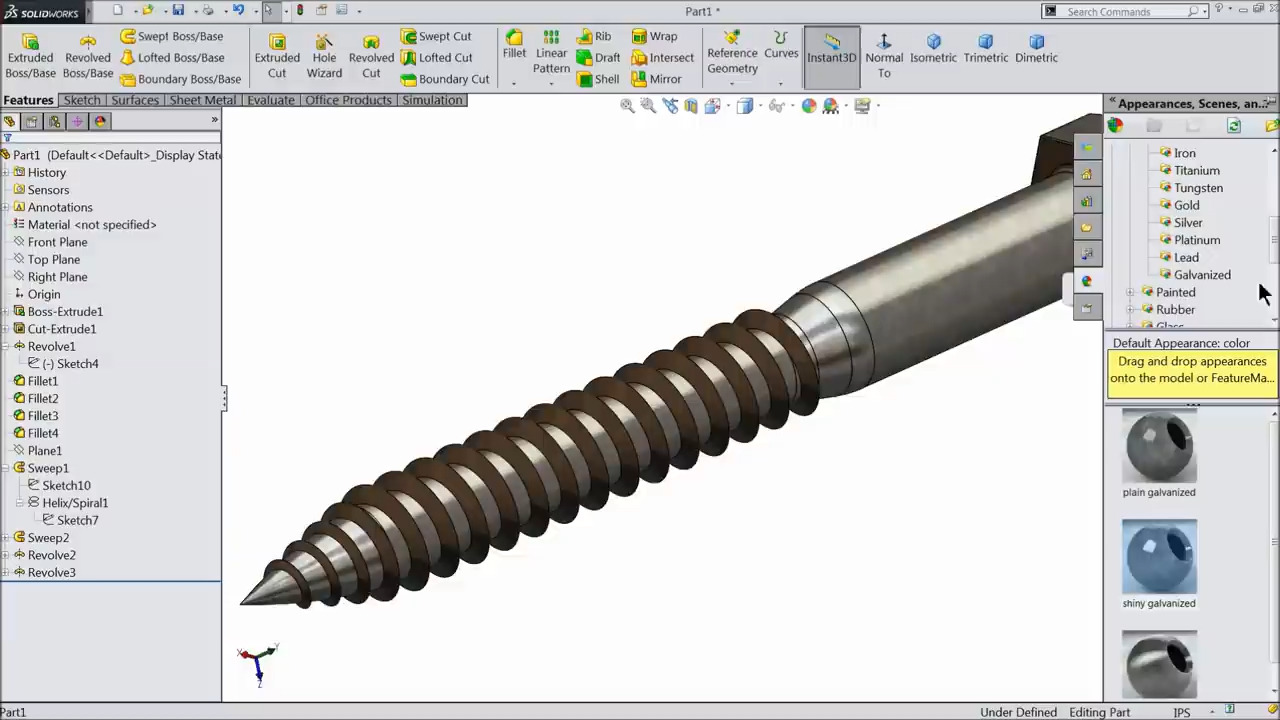 SOLIDWORKS
Part1 *
Search Commands
Extruded Boss/Base
Revolved Boss/Base
Swept Boss/Base
Lofted Boss/Base
Boundary Boss/Base
Extruded Cut
Hole Wizard
Revolved Cut
Swept Cut
Lofted Cut
Boundary Cut
Fillet
Linear Pattern
Rib
Draft
Shell
Wrap
Intersect
Mirror
Reference Geometry
Curves
Instant3D
Normal To
Isometric
Trimetric
Dimetric
Features
Sketch
Surfaces
Sheet Metal
Evaluate
Office Products
Simulation
Part1 (Default<<Default>_Display Stat
History
Sensors
Annotations
Material <not specified>
Front Plane
Top Plane
Right Plane
Origin
Boss-Extrude1
Cut-Extrude1
Revolve1
(-) Sketch4
Fillet1
Fillet2
Fillet3
Fillet4
Plane1
Sweep1
Sketch10
Helix/Spiral1
Sketch7
Sweep2
Revolve2
Revolve3
Appearances, Scenes, an...
Iron
Titanium
Tungsten
Gold
Silver
Platinum
Lead
Galvanized
Painted
Rubber
Glass
Default Appearance: color
Drag and drop appearances
onto the model or FeatureMa...
plain galvanized
shiny galvanized
Z
Part1
Under Defined
Editing Part
IPS